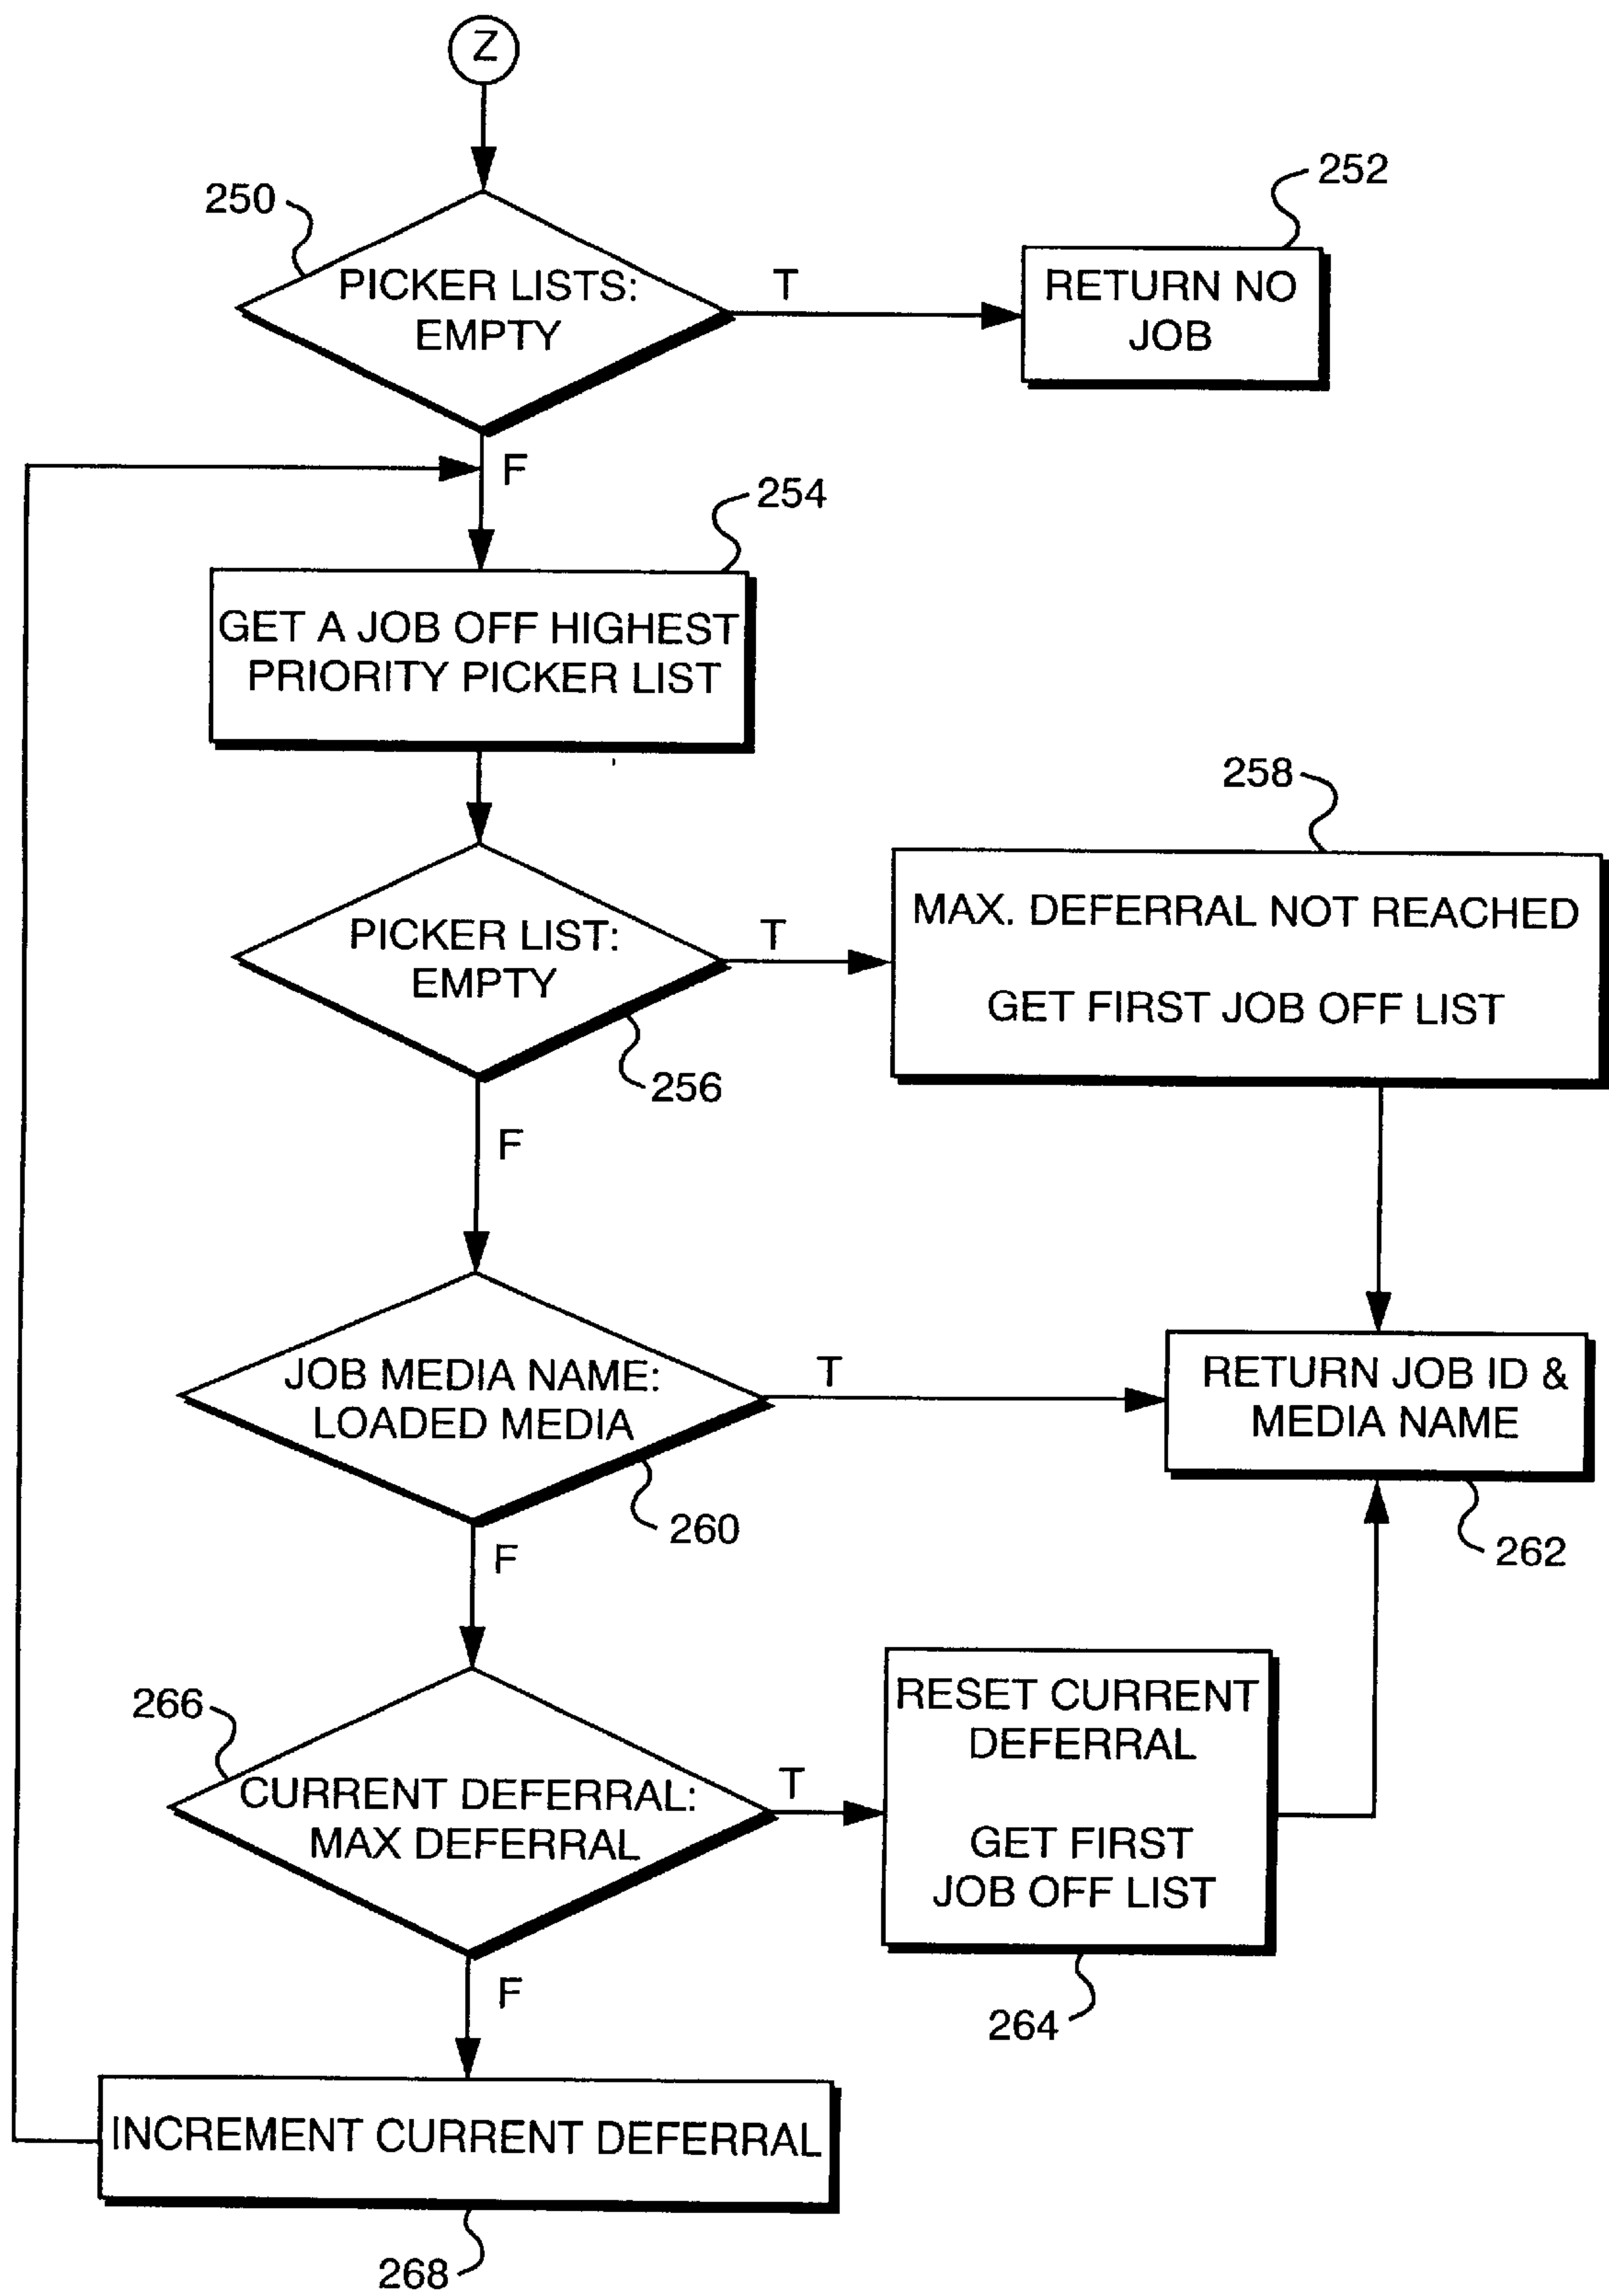 Z
250
252
PICKER LISTS:
EMPTY
T
RETURN NO
JOB
F
254
GET A JOB OFF HIGHEST
PRIORITY PICKER LIST
258
PICKER LIST:
EMPTY
T
MAX. DEFERRAL NOT REACHED
GET FIRST JOB OFF LIST
256
F
JOB MEDIA NAME:
LOADED MEDIA
T
RETURN JOB ID &
MEDIA NAME
260
262
F
266
CURRENT DEFERRAL:
MAX DEFERRAL
T
RESET CURRENT
DEFERRAL
GET FIRST
JOB OFF LIST
264
F
INCREMENT CURRENT DEFERRAL
268